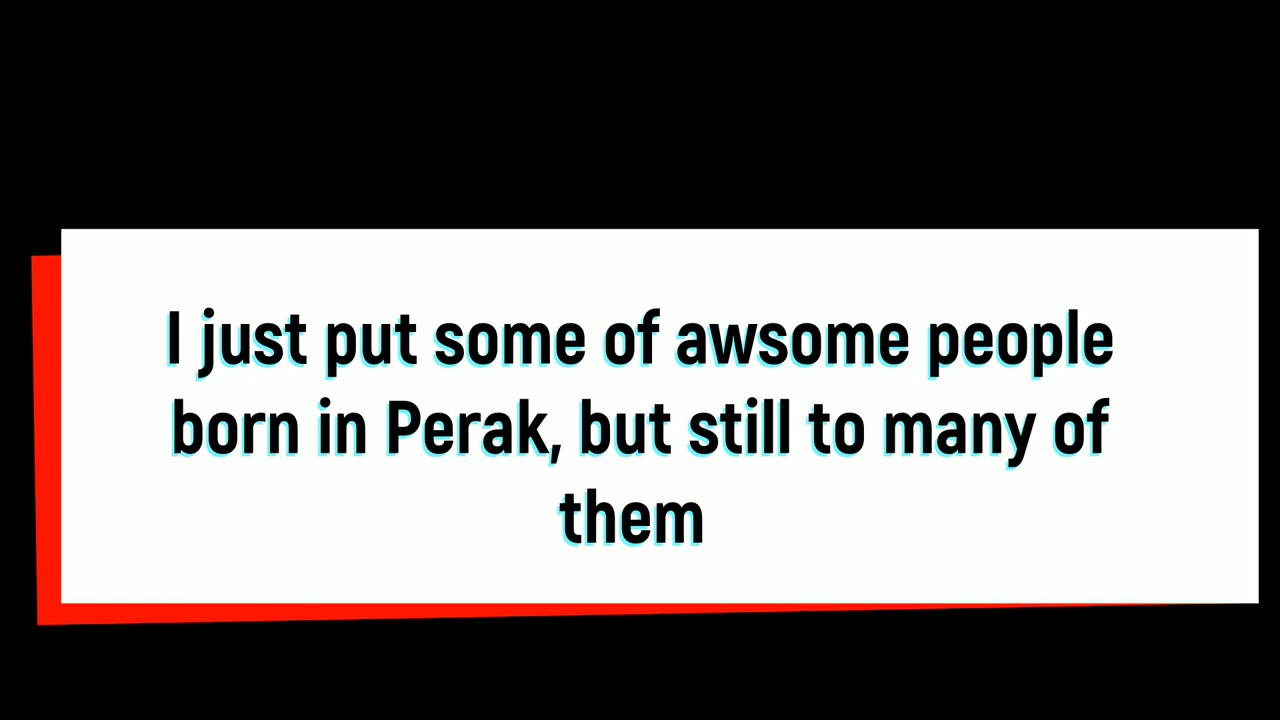 I just put some of awsome people
born in Perak, but still to many of
them